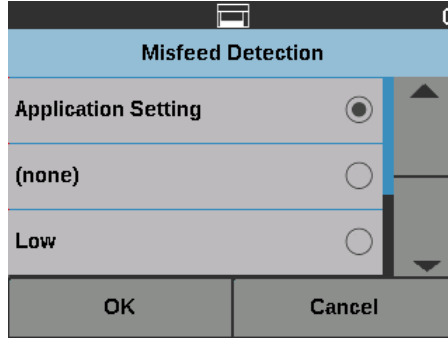 Misfeed Detection
Application Setting
(none)
Low
OK
Cancel